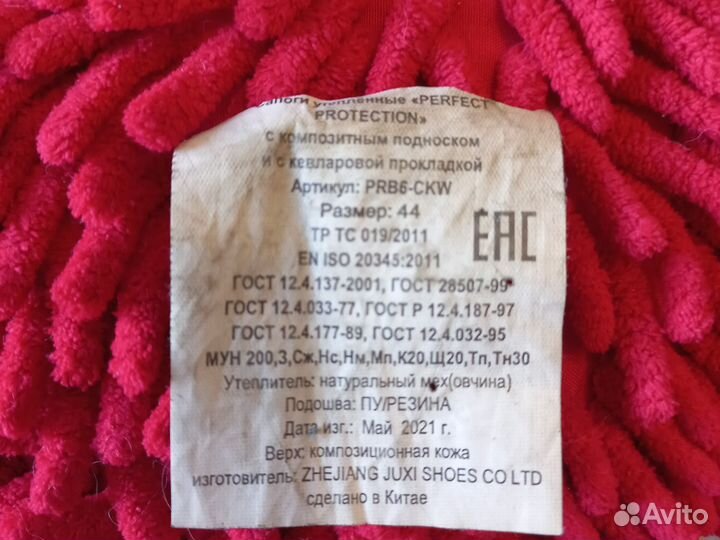 Сапоги утепленные «PERFECT
PROTECTION»
с композитным подноском
и с кевларовой прокладкой
Артикул: PRB6-CKW
Размер: 44
ТР ТС 019/2011
EN ISO 20345:2011
EAC
ГОСТ 12.4.137-2001, ГОСТ 28507-99
ГОСТ 12.4.033-77, ГОСТ Р 12.4.187-97
ГОСТ 12.4.177-89, ГОСТ 12.4.032-95
МУН 200,З,Сж,Нс,Нм,Мп,К20,Щ20,Тп,Тн30
Утеплитель: натуральный мех(овчина)
Подошва: ПУ/РЕЗИНА
Дата изг.: Май 2021 г.
Верх: композиционная кожа
изготовитель: ZHEJIANG JUXI SHOES CO LTD
сделано в Китае
Avito